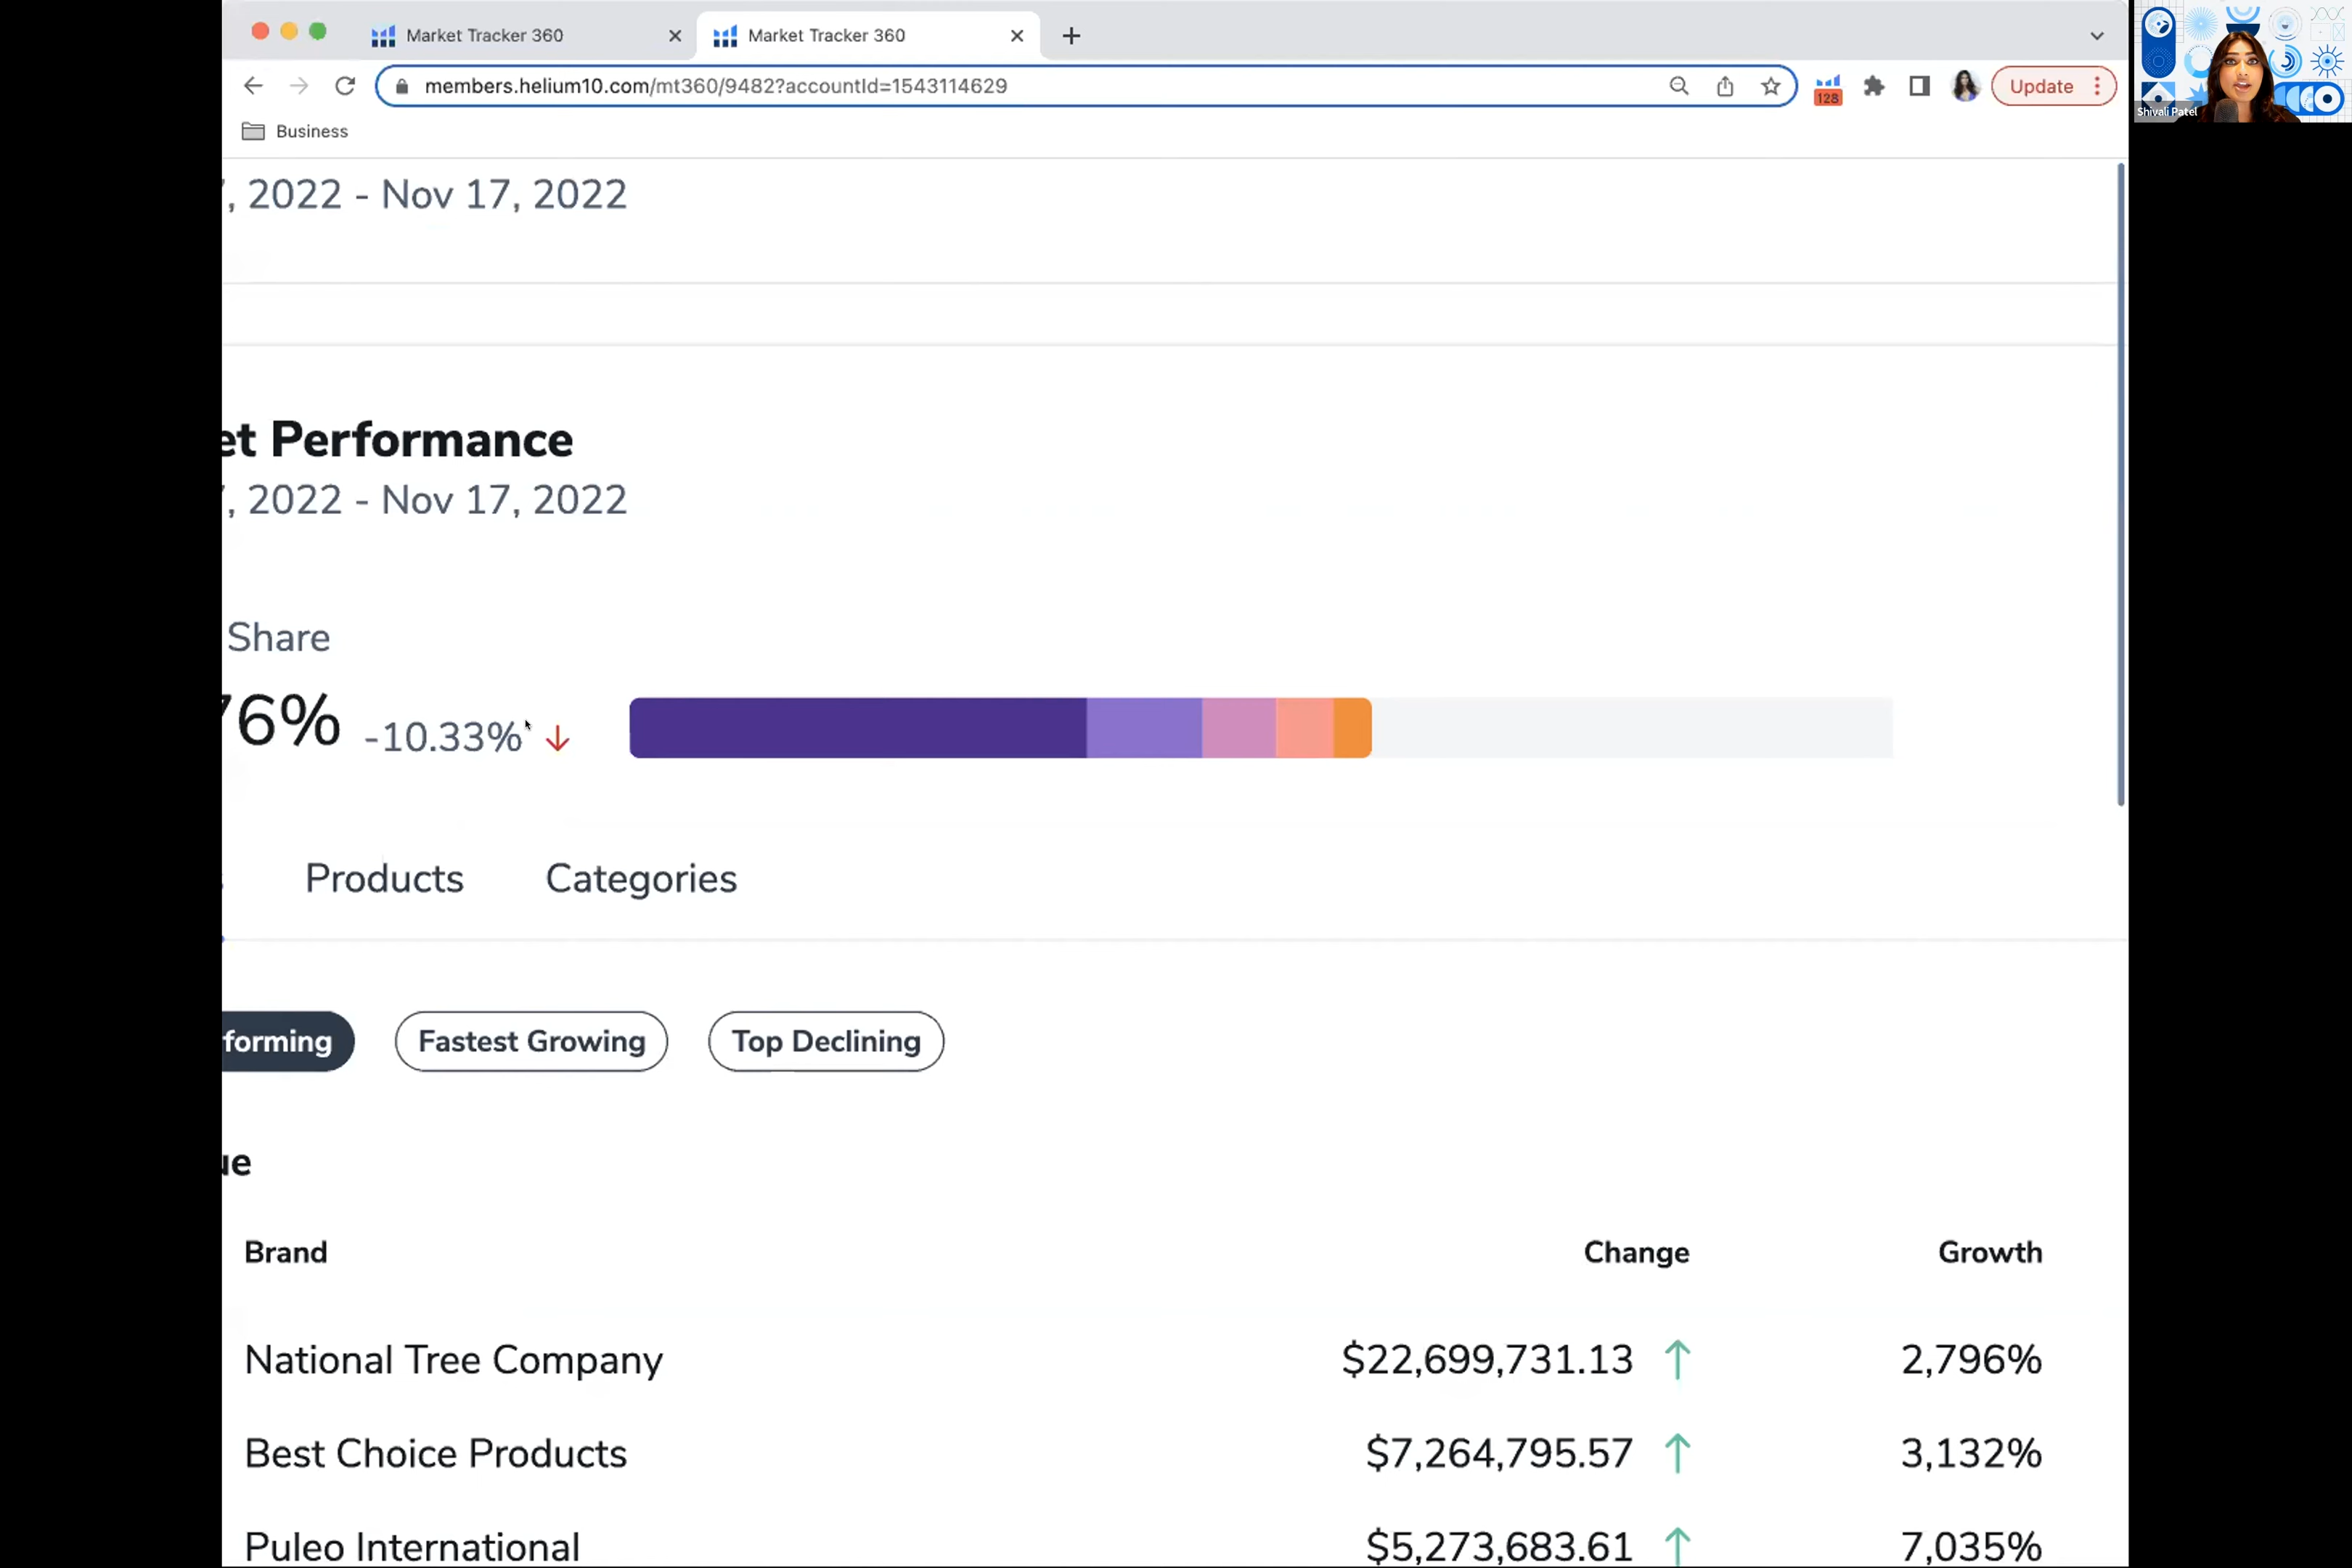 Market Tracker 360
Market Tracker 360
members.helium10.com/mt360/9482?accountId=1543114629
128
Update
Business
Shivali Patel
, 2022 - Nov 17, 2022
et Performance
, 2022 - Nov 17, 2022
Share
76% -10.33%
Products Categories
forming Fastest Growing Top Declining
ue
Brand Change Growth
National Tree Company $22,699,731.13 2,796%
Best Choice Products $7,264,795.57 3,132%
Puleo International $5,273,683.61 7,035%